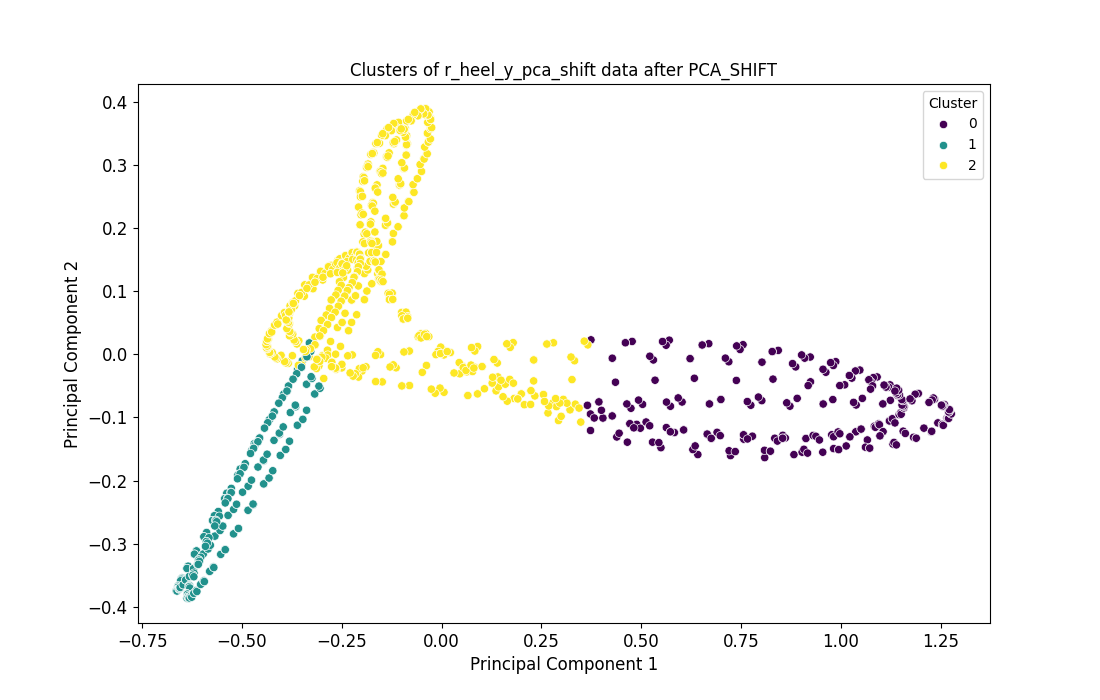 Clusters of r_heel_y_pca_shift data after PCA_SHIFT
Cluster
0
1
2
0.4
0.3
0.2
0.1
0.0
−0.1
−0.2
−0.3
−0.4
Principal Component 2
−0.75 −0.50 −0.25 0.00 0.25 0.50 0.75 1.00 1.25
Principal Component 1